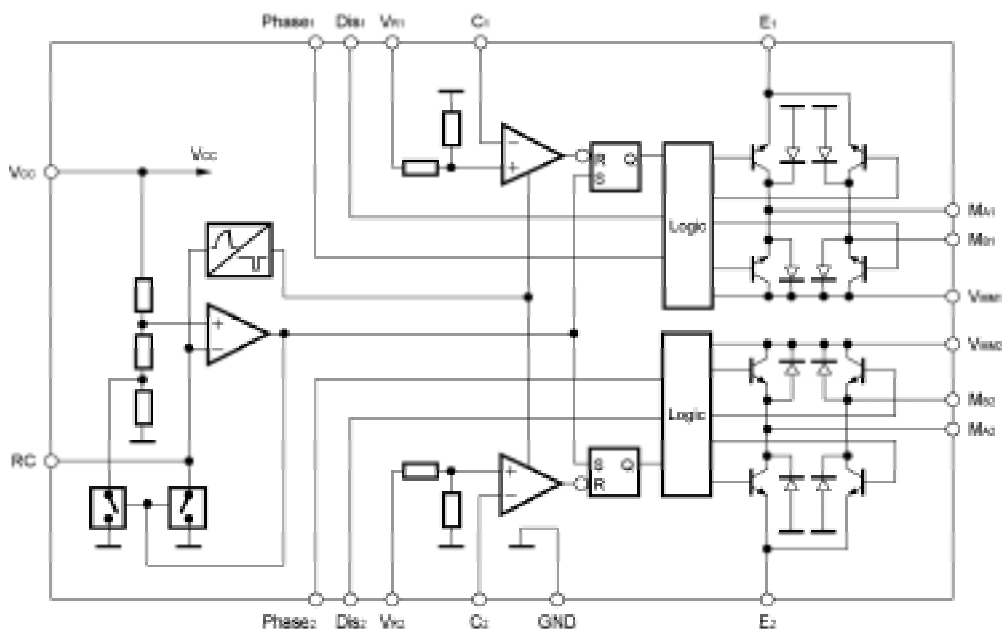 Phase1 Dis1 VR1 C1 E1
VCC VCC
R Q
S
Logic
MA1
MB1
VMM1
+
−
VMM2
MB2
MA2
Logic
RC
S Q
R
Phase2 Dis2 VR2 C2 GND E2